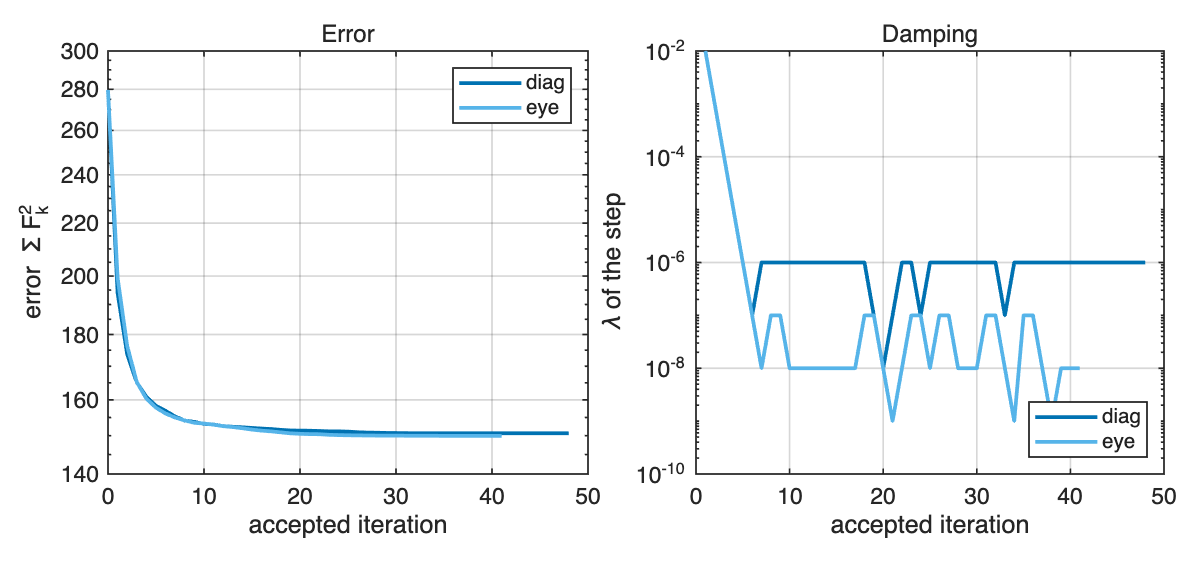 Error
300
280
260
240
220
200
180
160
140
error Σ F_k^2
0 10 20 30 40 50
accepted iteration
diag
eye
Damping
10^-2
10^-4
10^-6
10^-8
10^-10
λ of the step
0 10 20 30 40 50
accepted iteration
diag
eye